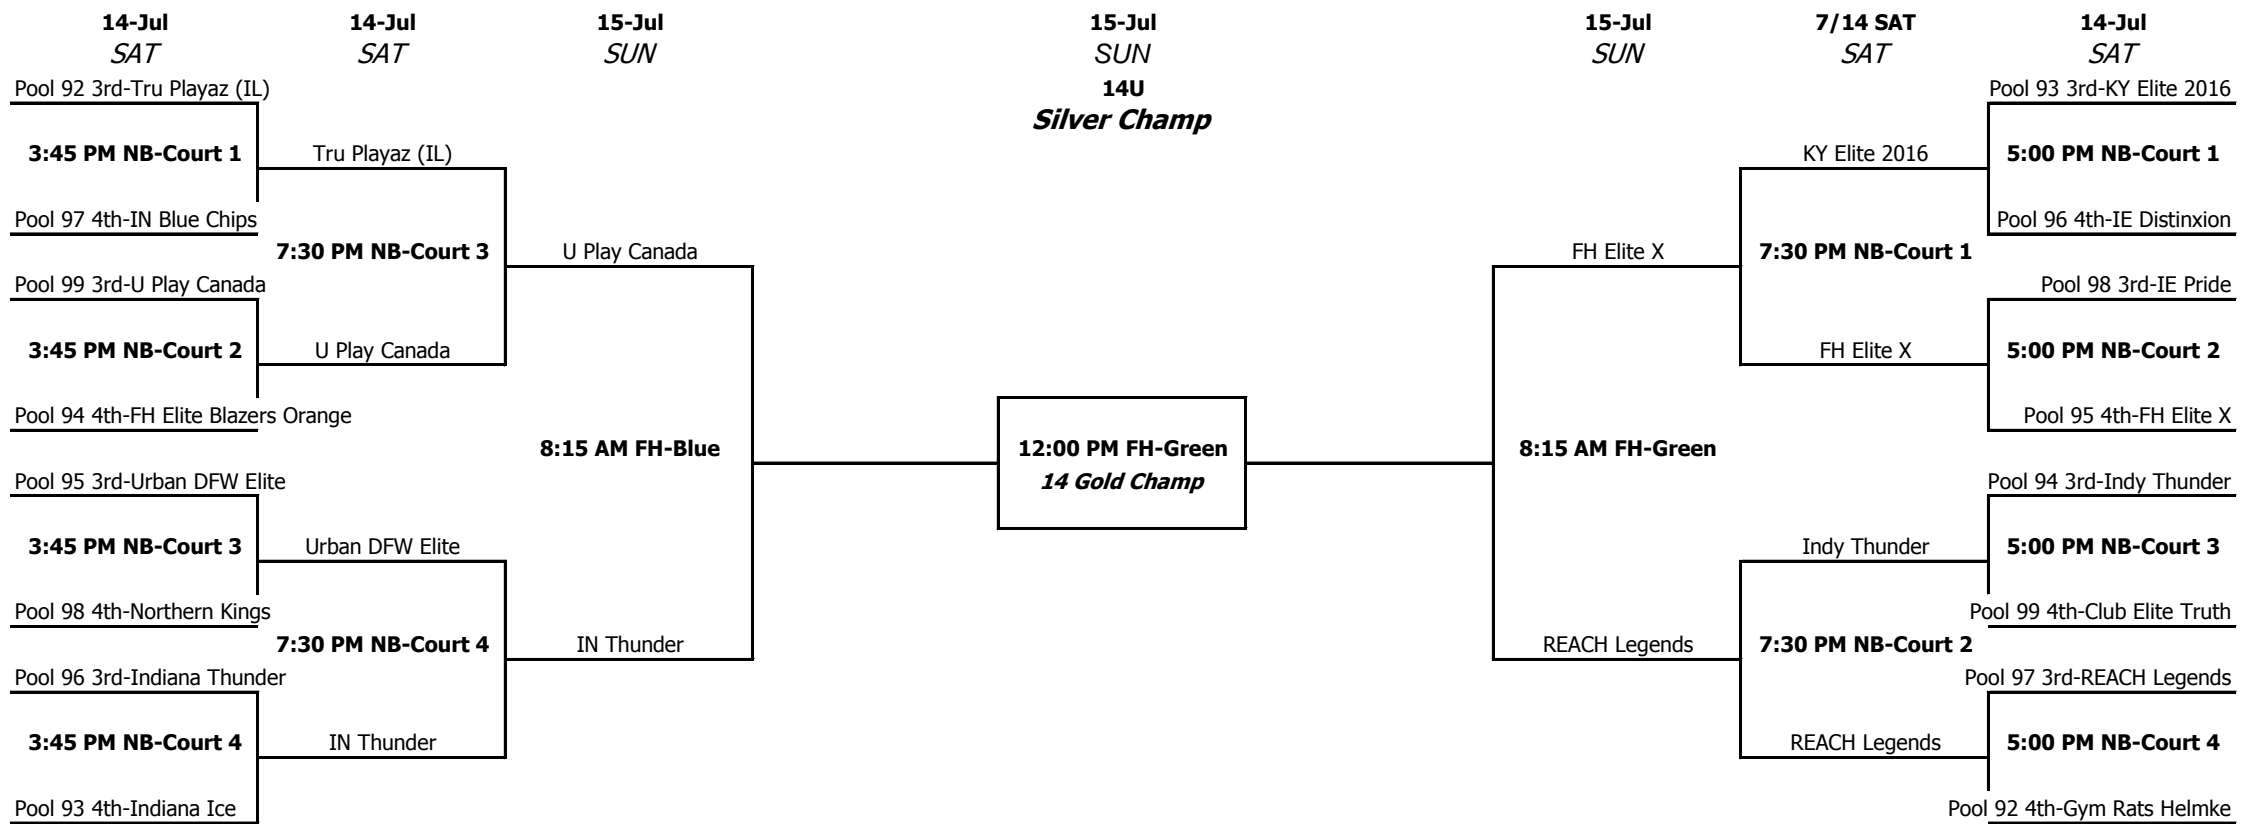 14-Jul 14-Jul 15-Jul 15-Jul 15-Jul 7/14 SAT 14-Jul
SAT SAT SUN SUN SUN SAT SAT
Pool 92 3rd-Tru Playaz (IL) 14U Pool 93 3rd-KY Elite 2016
Silver Champ
3:45 PM NB-Court 1 Tru Playaz (IL) KY Elite 2016 5:00 PM NB-Court 1
Pool 97 4th-IN Blue Chips Pool 96 4th-IE Distinxion
7:30 PM NB-Court 3 U Play Canada FH Elite X 7:30 PM NB-Court 1
Pool 99 3rd-U Play Canada Pool 98 3rd-IE Pride
3:45 PM NB-Court 2 U Play Canada FH Elite X 5:00 PM NB-Court 2
Pool 94 4th-FH Elite Blazers Orange Pool 95 4th-FH Elite X
8:15 AM FH-Blue 12:00 PM FH-Green 8:15 AM FH-Green
Pool 95 3rd-Urban DFW Elite 14 Gold Champ Pool 94 3rd-Indy Thunder
3:45 PM NB-Court 3 Urban DFW Elite Indy Thunder 5:00 PM NB-Court 3
Pool 98 4th-Northern Kings Pool 99 4th-Club Elite Truth
7:30 PM NB-Court 4 IN Thunder REACH Legends 7:30 PM NB-Court 2
Pool 96 3rd-Indiana Thunder Pool 97 3rd-REACH Legends
3:45 PM NB-Court 4 IN Thunder REACH Legends 5:00 PM NB-Court 4
Pool 93 4th-Indiana Ice Pool 92 4th-Gym Rats Helmke